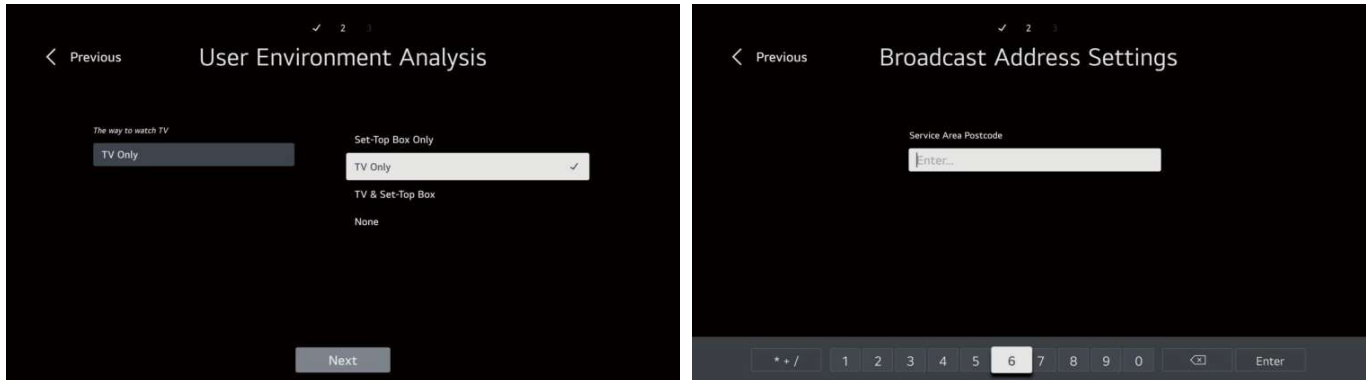 ✓ 2 3
Previous
User Environment Analysis
The way to watch TV
TV Only
Set-Top Box Only
TV Only ✓
TV & Set-Top Box
None
Next
✓ 2 3
Previous
Broadcast Address Settings
Service Area Postcode
Enter...
* + / 1 2 3 4 5 6 7 8 9 0 Enter